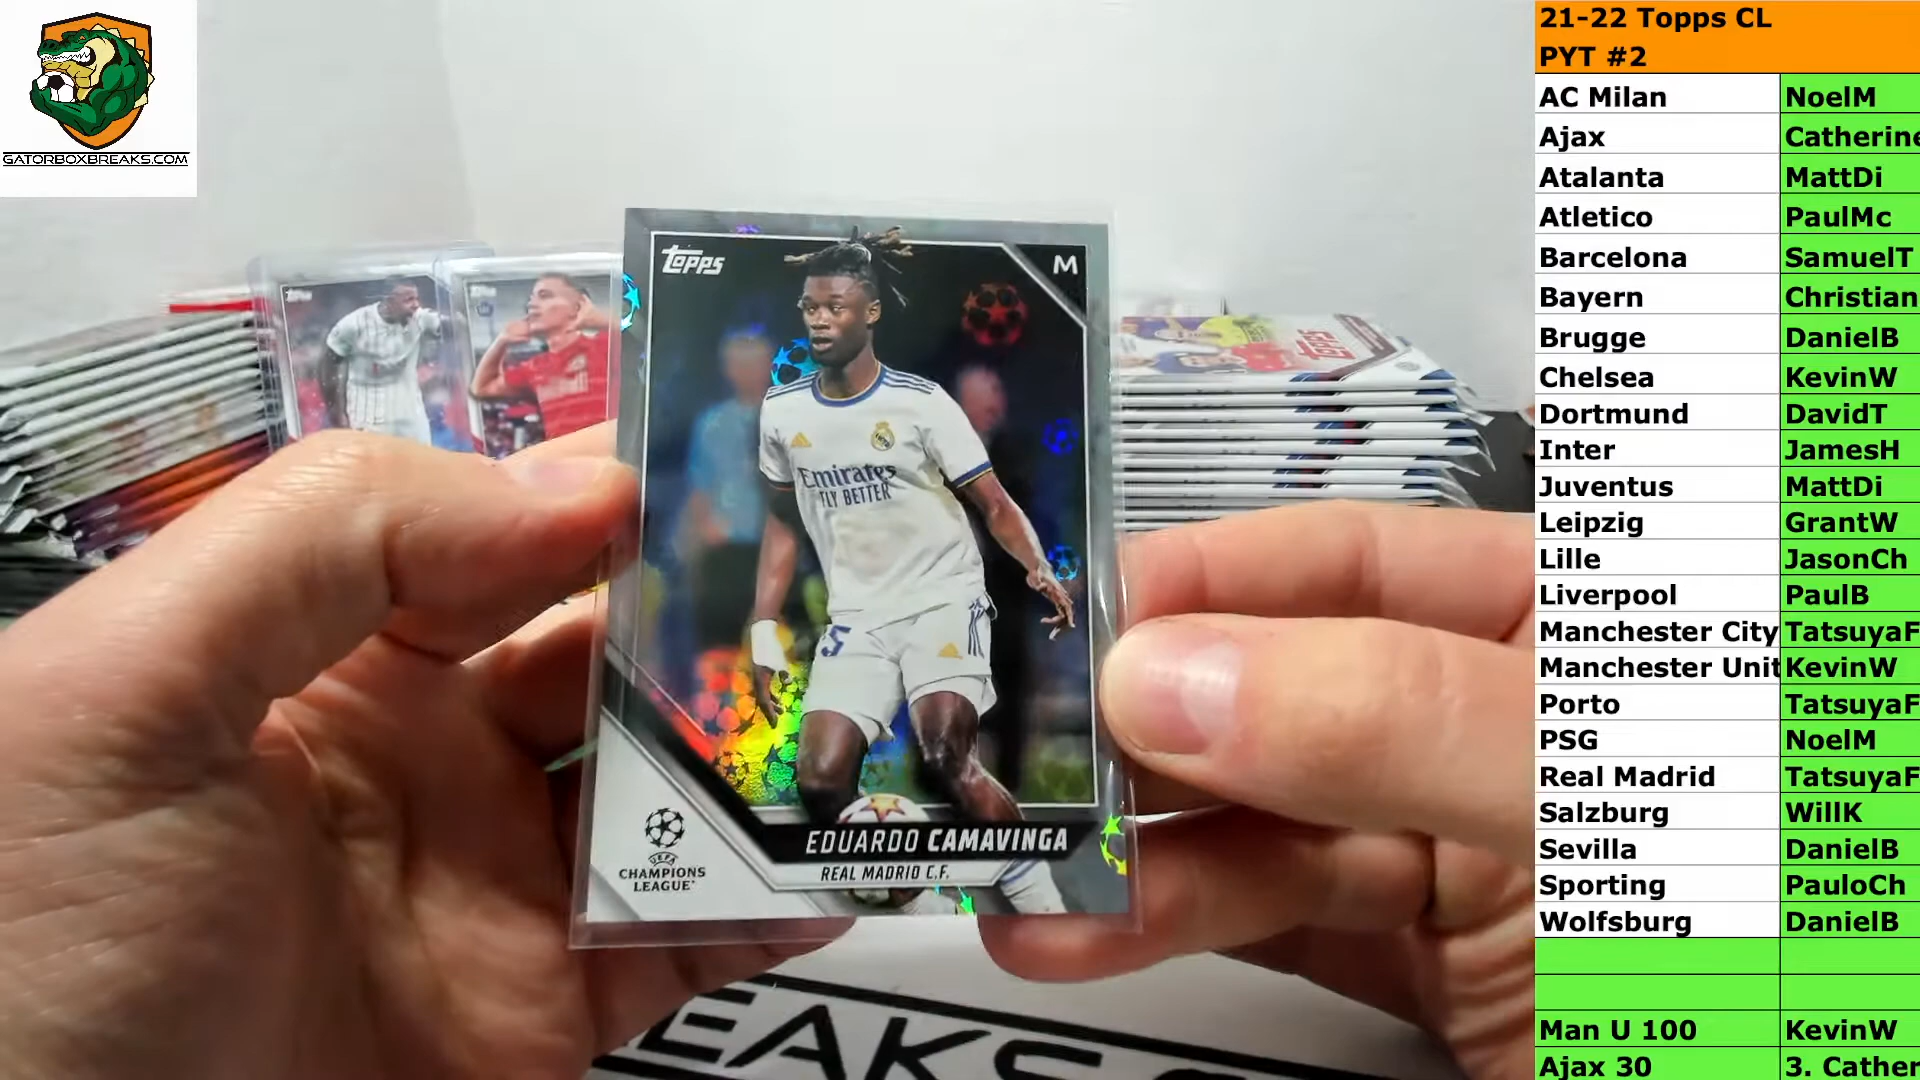 GATORBOXBREAKS.COM
Topps
M
Emirates
FLY BETTER
5
EDUARDO CAMAVINGA
REAL MADRID C.F.
UEFA
CHAMPIONS
LEAGUE
EAKS
21-22 Topps CL
PYT #2
AC Milan NoelM
Ajax Catherine
Atalanta MattDi
Atletico PaulMc
Barcelona SamuelT
Bayern Christian
Brugge DanielB
Chelsea KevinW
Dortmund DavidT
Inter JamesH
Juventus MattDi
Leipzig GrantW
Lille JasonCh
Liverpool PaulB
Manchester City TatsuyaF
Manchester Unit KevinW
Porto TatsuyaF
PSG NoelM
Real Madrid TatsuyaF
Salzburg WillK
Sevilla DanielB
Sporting PauloCh
Wolfsburg DanielB
Man U 100 KevinW
Ajax 30 3. Cather